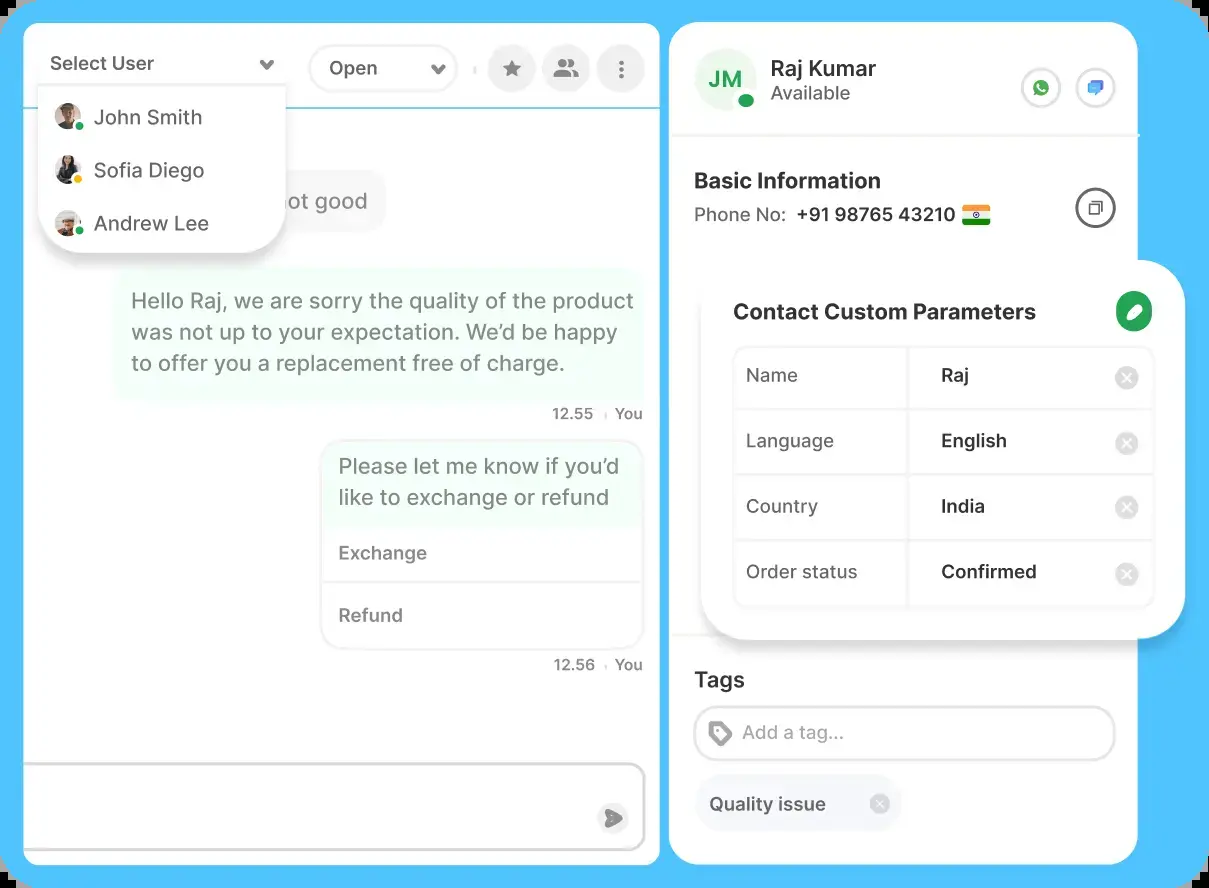 Select User
Open
John Smith
Sofia Diego
Andrew Lee
ot good
Hello Raj, we are sorry the quality of the product
was not up to your expectation. We’d be happy
to offer you a replacement free of charge.
12.55 You
Please let me know if you’d
like to exchange or refund
Exchange
Refund
12.56 You
JM
Raj Kumar
Available
Basic Information
Phone No: +91 98765 43210
Contact Custom Parameters
Name Raj
Language English
Country India
Order status Confirmed
Tags
Add a tag...
Quality issue